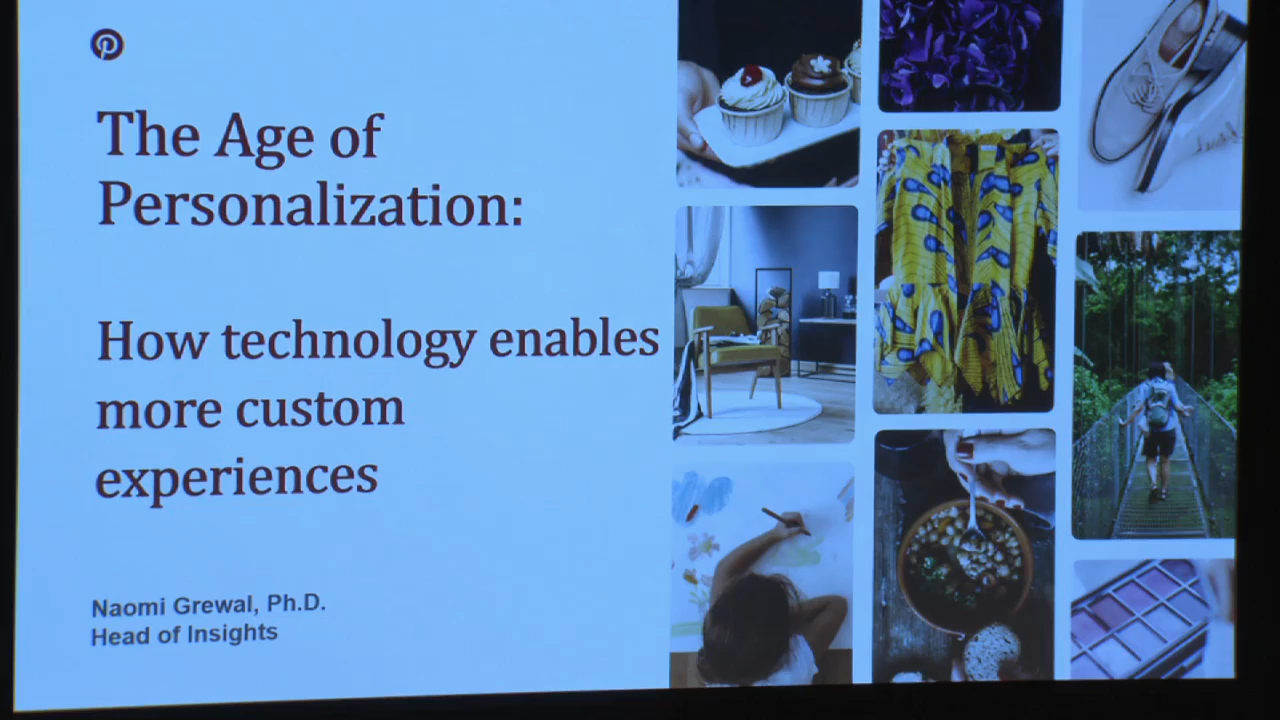 The Age of
Personalization:
How technology enables
more custom
experiences
Naomi Grewal, Ph.D.
Head of Insights